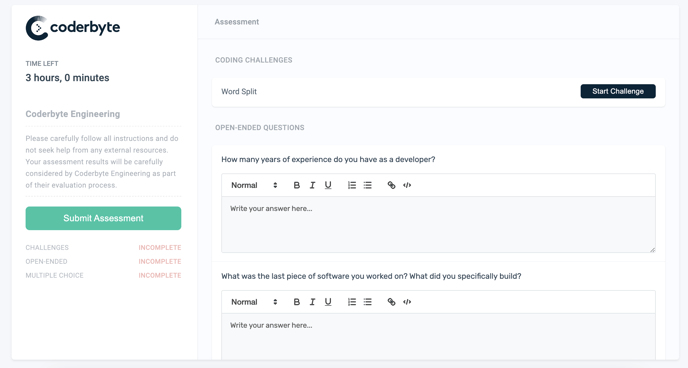 coderbyte
TIME LEFT
3 hours, 0 minutes
Coderbyte Engineering
Please carefully follow all instructions and do
not seek help from any external resources.
Your assessment results will be carefully
considered by Coderbyte Engineering as part
of their evaluation process.
Submit Assessment
CHALLENGES INCOMPLETE
OPEN-ENDED INCOMPLETE
MULTIPLE CHOICE INCOMPLETE
Assessment
CODING CHALLENGES
Word Split Start Challenge
OPEN-ENDED QUESTIONS
How many years of experience do you have as a developer?
Normal B I U
Write your answer here...
What was the last piece of software you worked on? What did you specifically build?
Normal B I U
Write your answer here...